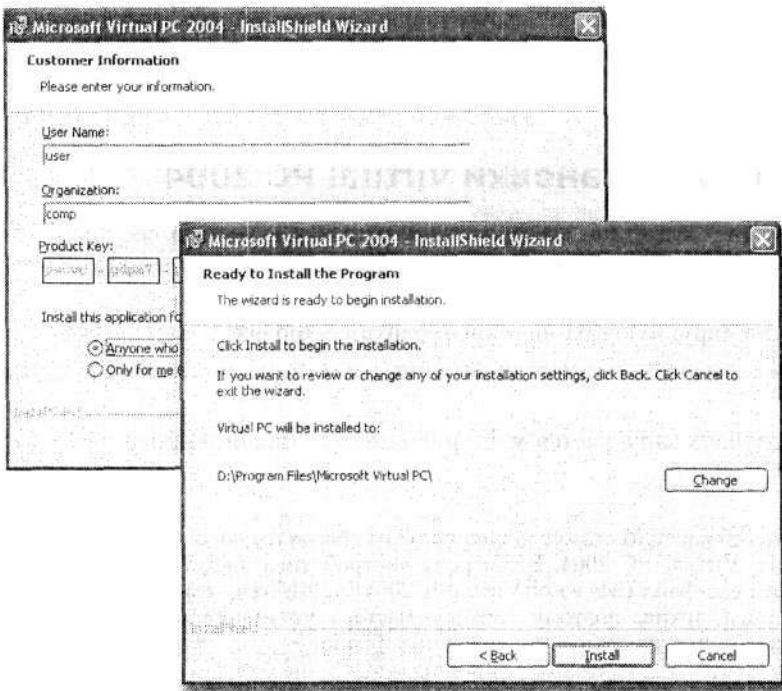 Microsoft Virtual PC 2004 - InstallShield Wizard
Customer Information
Please enter your information.
User Name:
user
Organization:
comp
Product Key:
Install this application fo
Anyone who
Only for me (
Microsoft Virtual PC 2004 - InstallShield Wizard
Ready to Install the Program
The wizard is ready to begin installation.
Click Install to begin the installation.
If you want to review or change any of your installation settings, click Back. Click Cancel to
exit the wizard.
Virtual PC will be installed to:
D:\Program Files\Microsoft Virtual PC\
Change
InstallShield
< Back
Install
Cancel